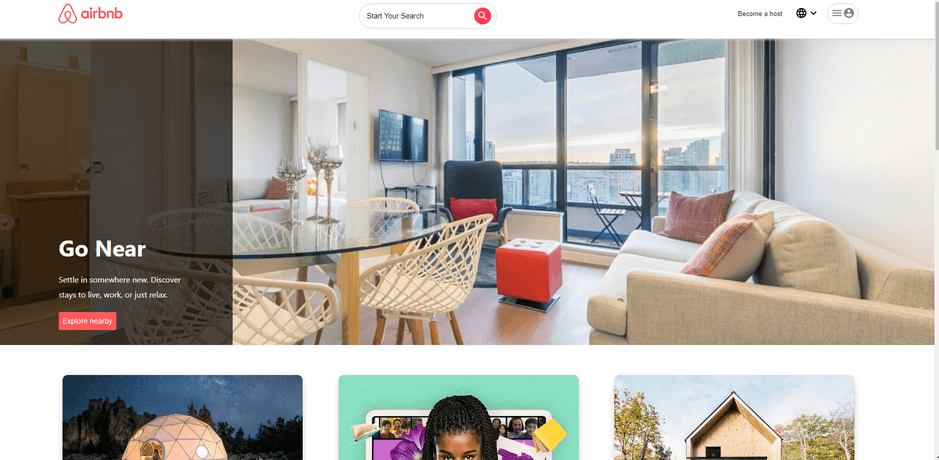 airbnb
Start Your Search
Become a host
Go Near
Settle in somewhere new. Discover
stays to live, work, or just relax.
Explore nearby